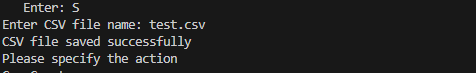 Enter: S
Enter CSV file name: test.csv
CSV file saved successfully
Please specify the action